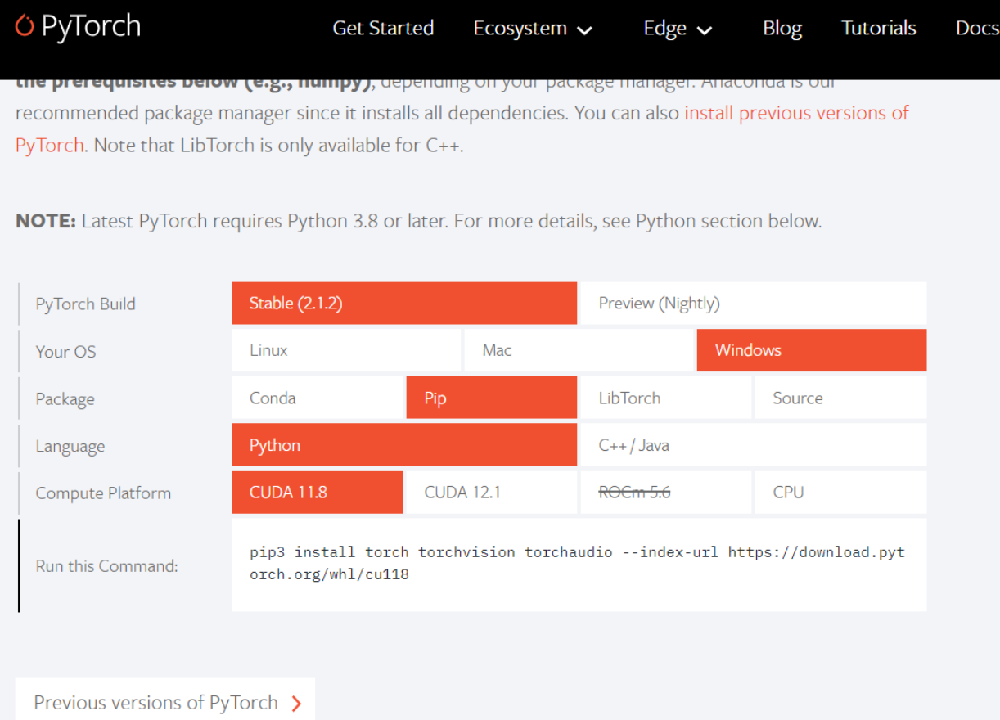 PyTorch Get Started Ecosystem Edge Blog Tutorials Docs
the prerequisites below (e.g., numpy), depending on your package manager. Anaconda is our
recommended package manager since it installs all dependencies. You can also install previous versions of
PyTorch. Note that LibTorch is only available for C++.
NOTE: Latest PyTorch requires Python 3.8 or later. For more details, see Python section below.
PyTorch Build Stable (2.1.2) Preview (Nightly)
Your OS Linux Mac Windows
Package Conda Pip LibTorch Source
Language Python C++ / Java
Compute Platform CUDA 11.8 CUDA 12.1 ROCm 5.6 CPU
Run this Command: pip3 install torch torchvision torchaudio --index-url https://download.pyt
orch.org/whl/cu118
Previous versions of PyTorch